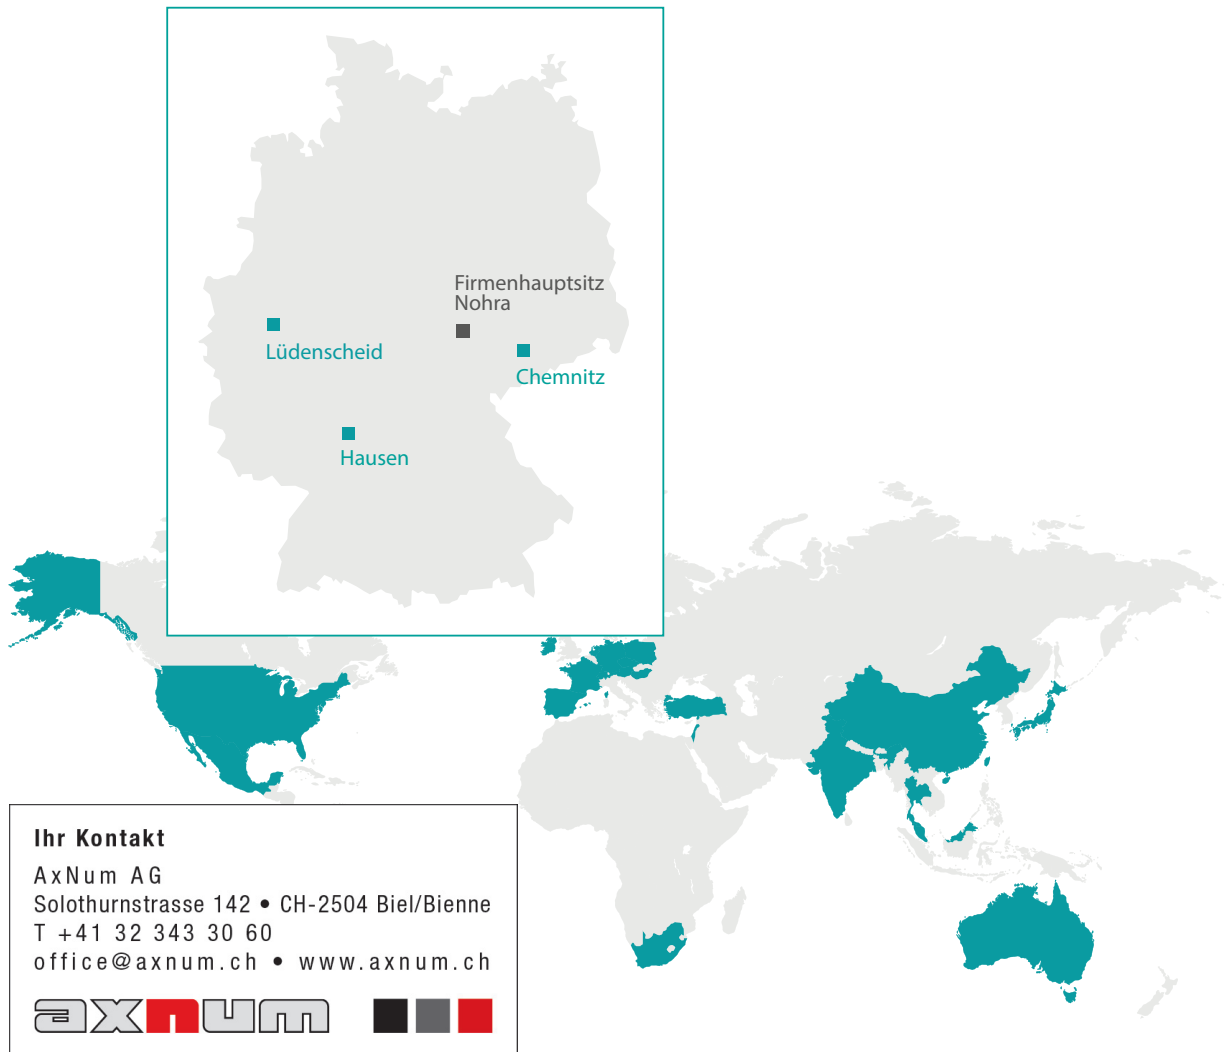 Firmenhauptsitz
Nohra
Lüdenscheid
Chemnitz
Hausen
Ihr Kontakt
AxNum AG
Solothurnstrasse 142 • CH-2504 Biel/Bienne
T +41 32 343 30 60
office@axnum.ch • www.axnum.ch
axnum